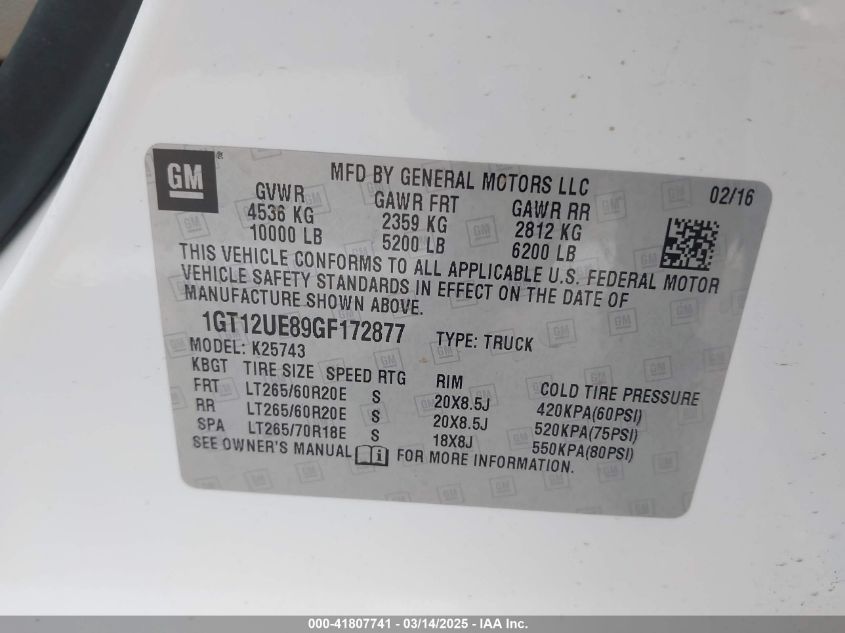 GM
MFD BY GENERAL MOTORS LLC
02/16
GVWR GAWR FRT GAWR RR
4536 KG 2359 KG 2812 KG
10000 LB 5200 LB 6200 LB
THIS VEHICLE CONFORMS TO ALL APPLICABLE U.S. FEDERAL MOTOR
VEHICLE SAFETY STANDARDS IN EFFECT ON THE DATE OF
MANUFACTURE SHOWN ABOVE.
1GT12UE89GF172877 TYPE: TRUCK
MODEL: K25743
KBGT TIRE SIZE SPEED RTG RIM COLD TIRE PRESSURE
FRT LT265/60R20E S 20X8.5J 420KPA(60PSI)
RR LT265/60R20E S 20X8.5J 520KPA(75PSI)
SPA LT265/70R18E S 18X8J 550KPA(80PSI)
SEE OWNER'S MANUAL FOR MORE INFORMATION.
000-41807741 - 03/14/2025 - IAA Inc.